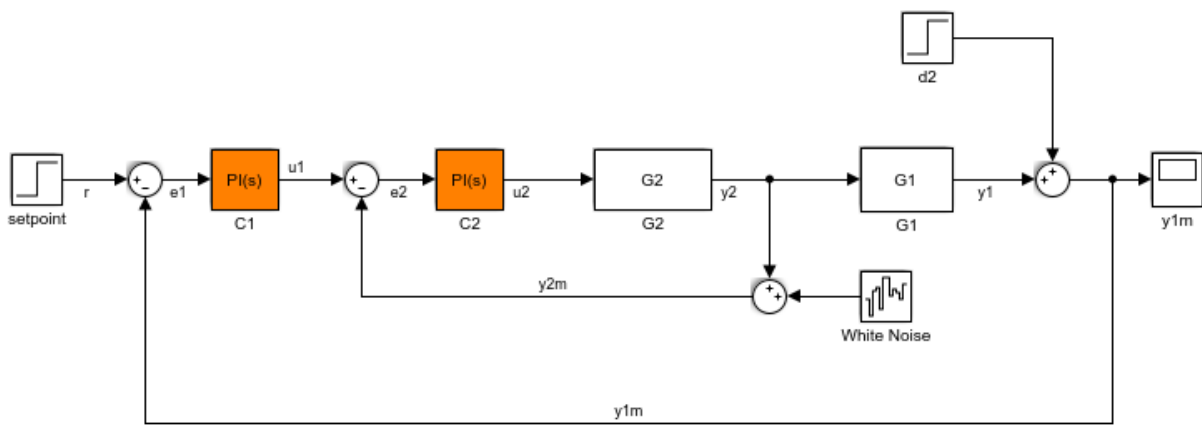 d2
setpoint
r
e1
PI(s)
C1
u1
e2
PI(s)
C2
u2
G2
G2
y2
G1
G1
y1
y1m
y2m
White Noise
y1m